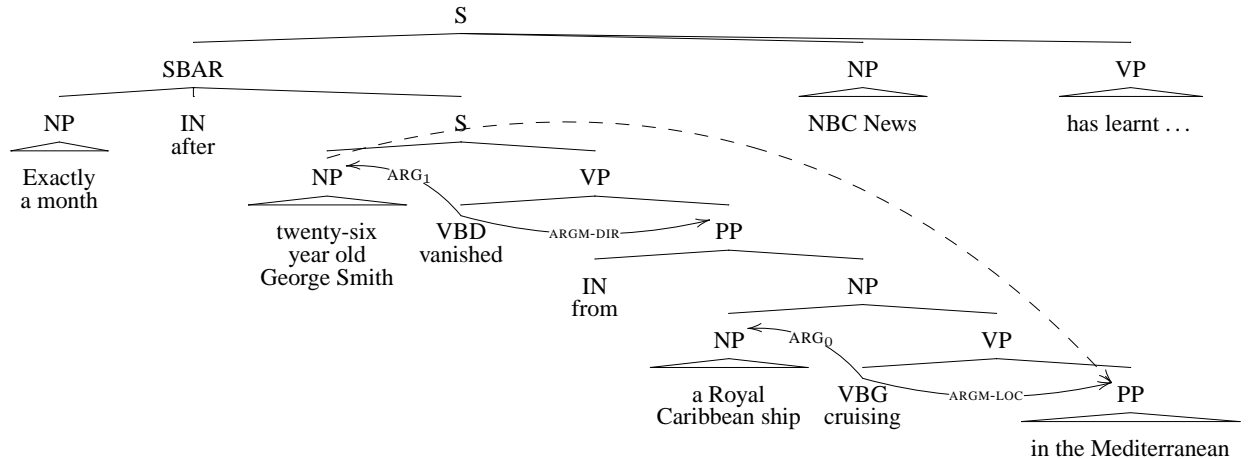 S
SBAR NP VP
NP IN S NBC News has learnt ...
Exactly after
a month NP ARG1 VP
twenty-six VBD ARGM-DIR PP
year old vanished
George Smith IN NP
from
NP ARG0 VP
a Royal VBG ARGM-LOC PP
Caribbean ship cruising
in the Mediterranean